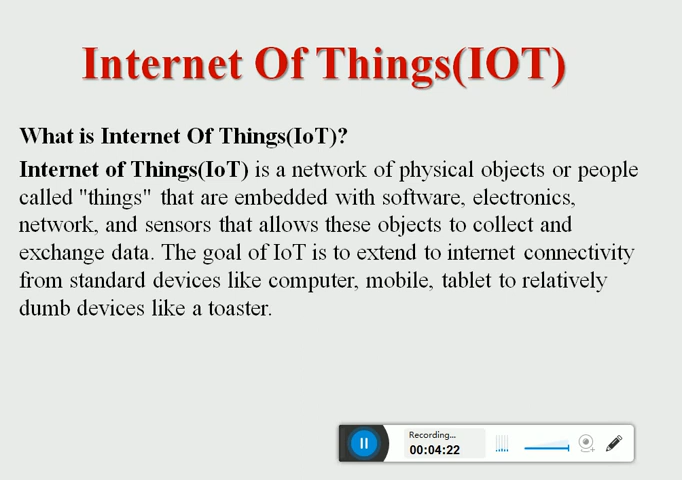 Internet Of Things(IOT)
What is Internet Of Things(IoT)?
Internet of Things(IoT) is a network of physical objects or people
called "things" that are embedded with software, electronics,
network, and sensors that allows these objects to collect and
exchange data. The goal of IoT is to extend to internet connectivity
from standard devices like computer, mobile, tablet to relatively
dumb devices like a toaster.
Recording...
00:04:22